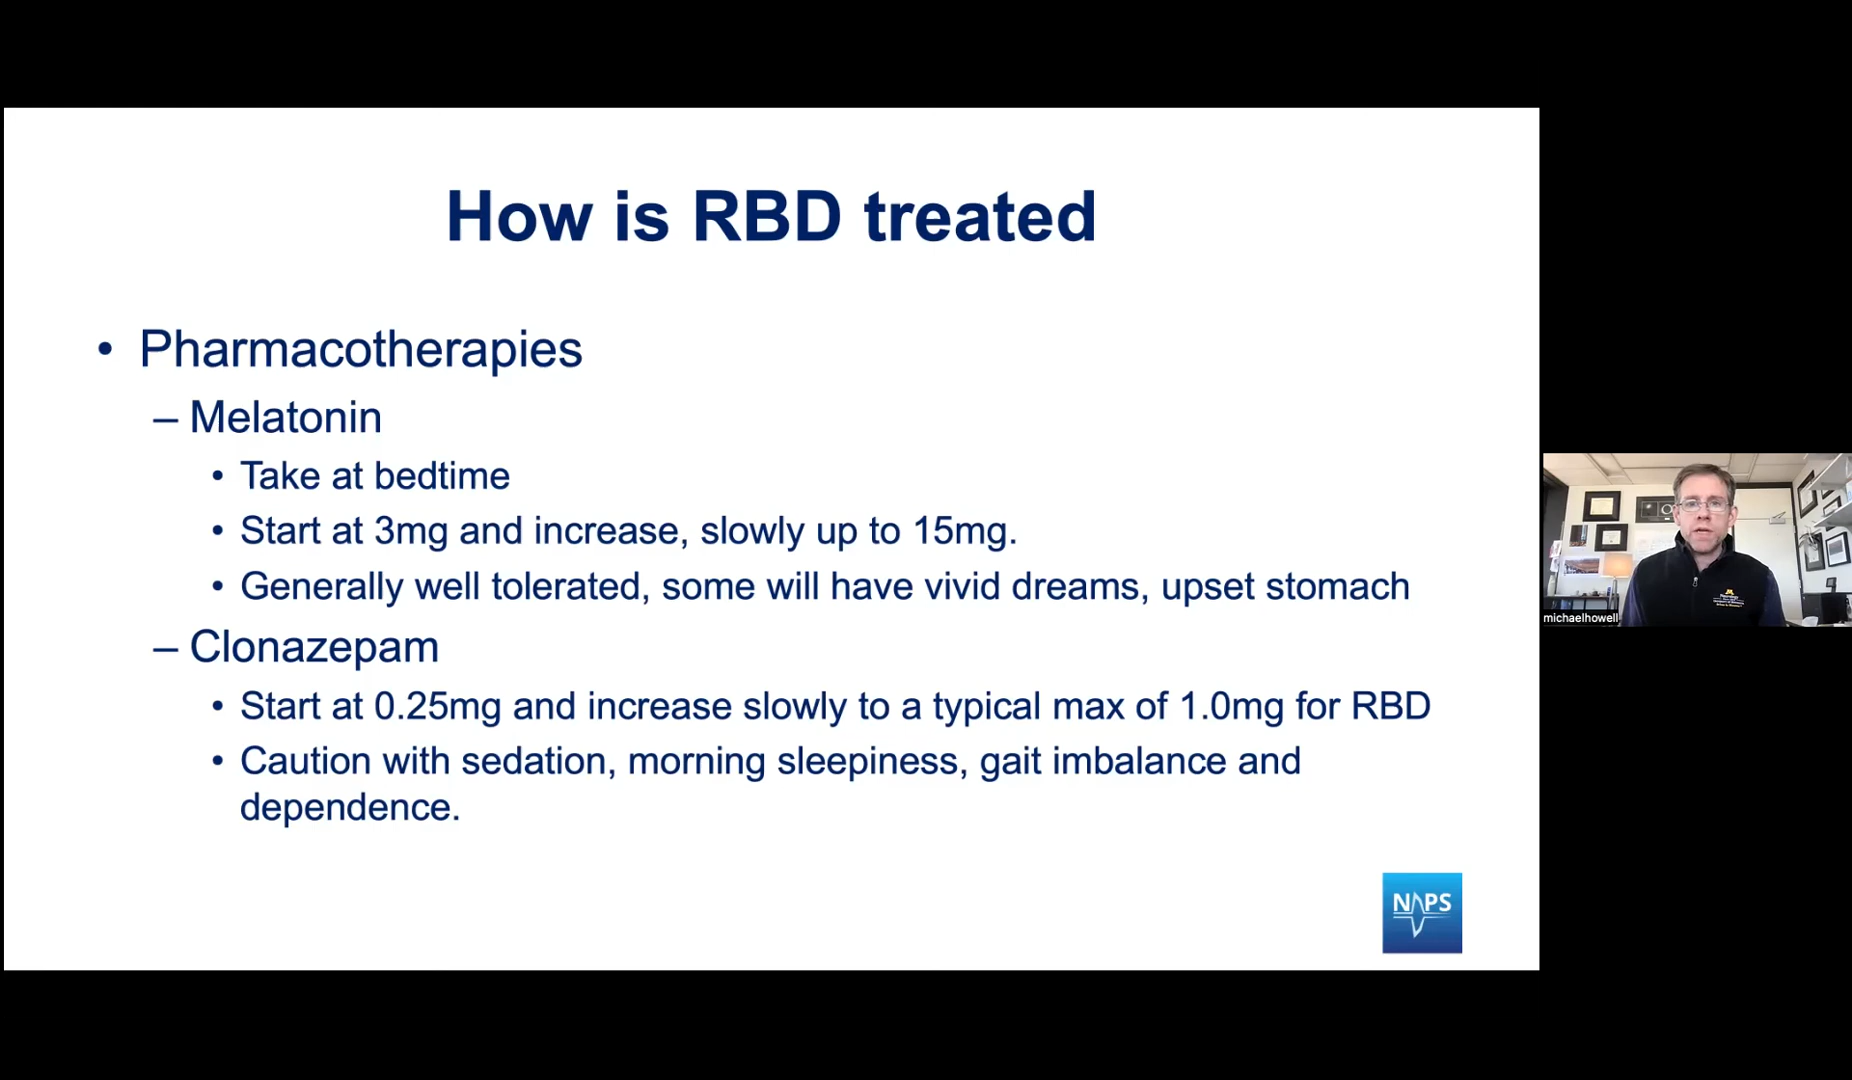 How is RBD treated
• Pharmacotherapies
– Melatonin
• Take at bedtime
• Start at 3mg and increase, slowly up to 15mg.
• Generally well tolerated, some will have vivid dreams, upset stomach
– Clonazepam
• Start at 0.25mg and increase slowly to a typical max of 1.0mg for RBD
• Caution with sedation, morning sleepiness, gait imbalance and
dependence.
NAPS
michaelhowell
M